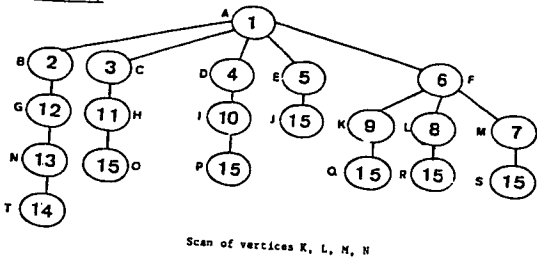 A 1
B 2 3 C D 4 E 5 6 F
G 12 11 H I 10 J 15 K 9 L 8 M 7
N 13 15 O P 15 Q 15 R 15 S 15
T 14
Scan of vertices K, L, M, N